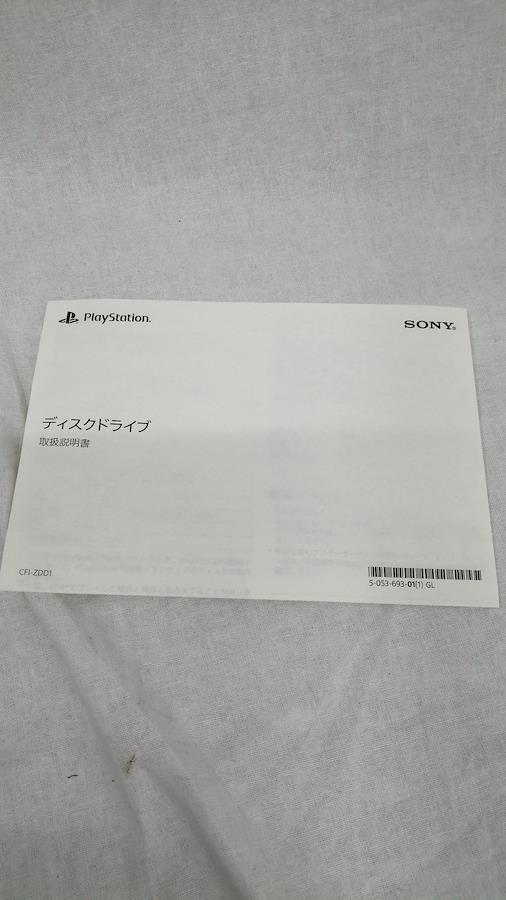 PlayStation.
SONY®
ディスクドライブ
取扱説明書
CFI-ZDD1
5-053-693-01(1) GL